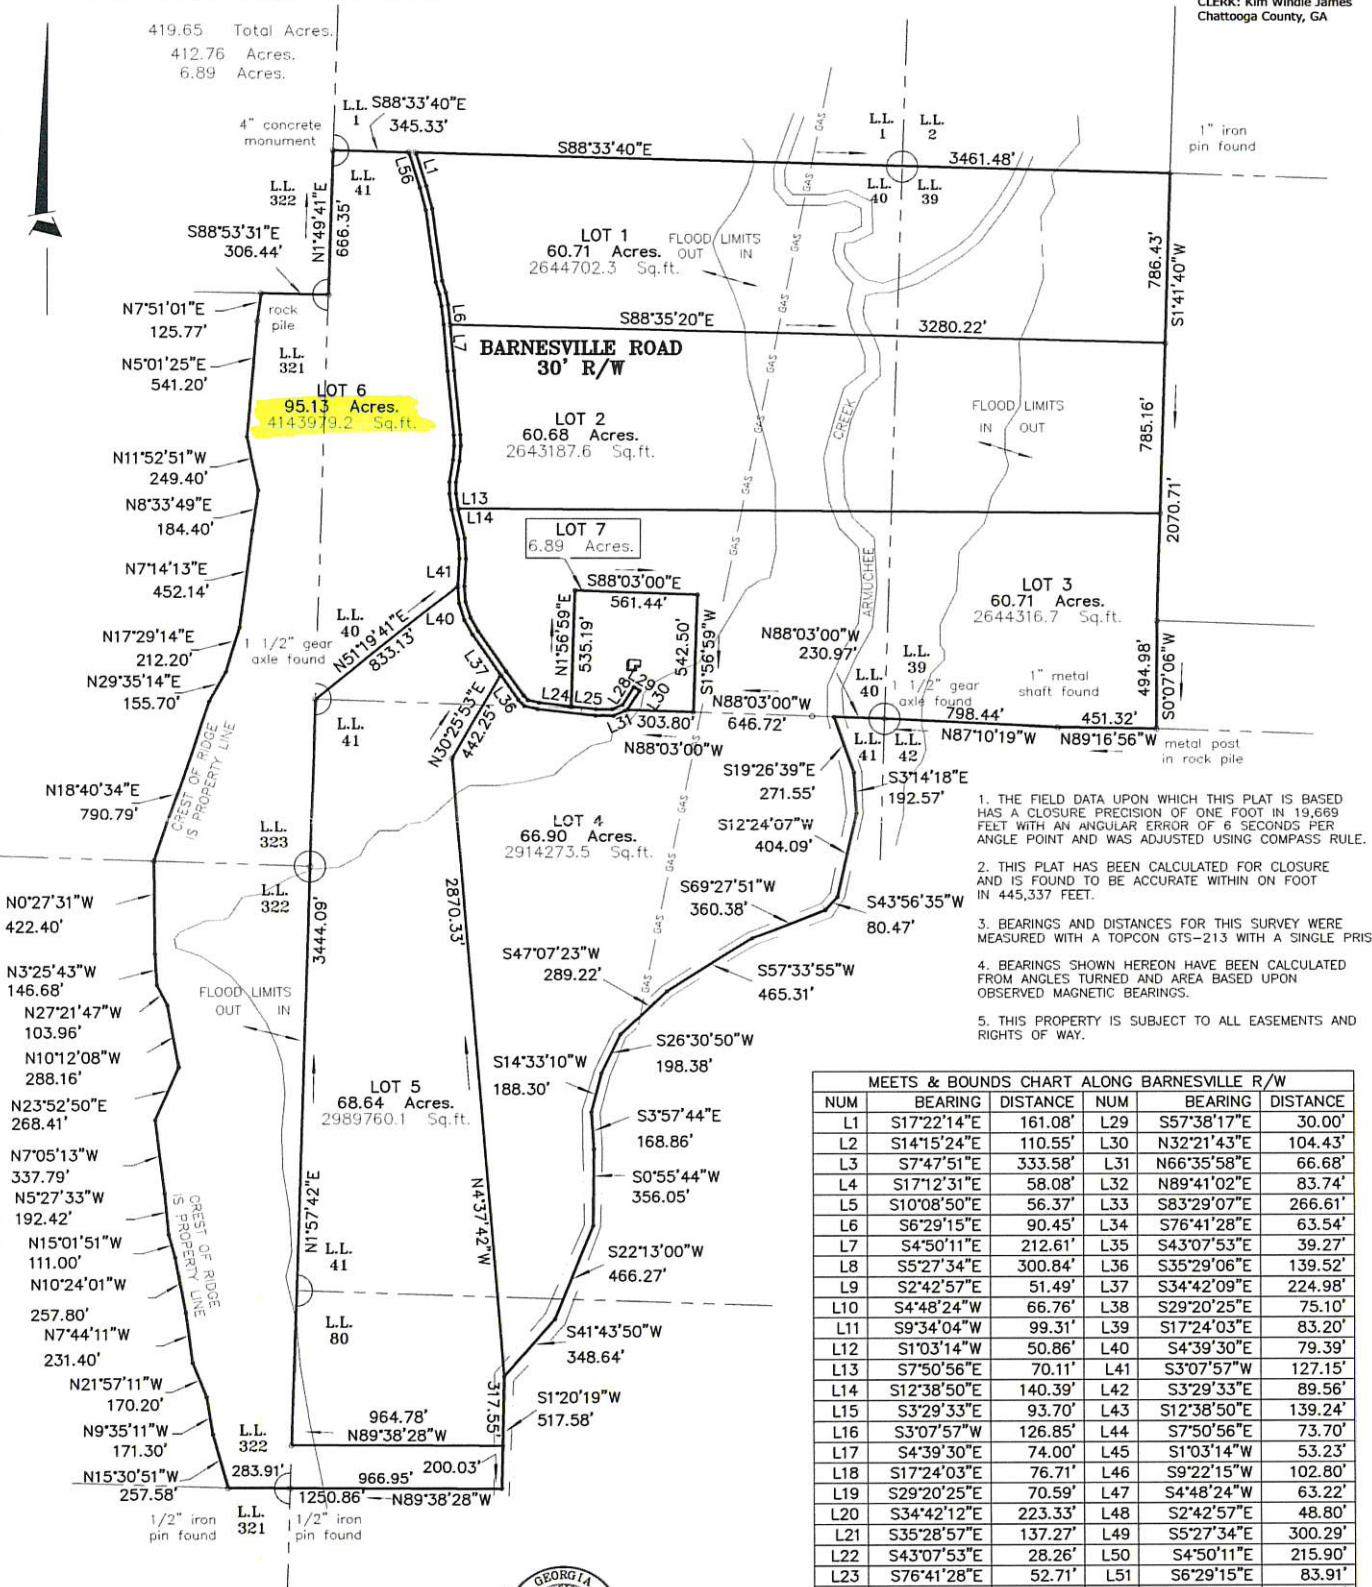 CLERK: Kim Windle James
Chattooga County, GA
419.65 Total Acres.
412.76 Acres.
6.89 Acres.
4" concrete
monument
L.L.
1
S88°33'40"E
345.33'
L.L.
41
L.L.
322
N1°49'41"E
666.35'
L56
L1
S88°33'40"E
3461.48'
L.L.
1
L.L.
2
L.L.
40
L.L.
39
1" iron
pin found
GAS
GAS
GAS
GAS
GAS
GAS
GAS
GAS
GAS
S88°53'31"E
306.44'
rock
pile
LOT 1
60.71 Acres.
2644702.3 Sq.ft.
FLOOD LIMITS
OUT IN
786.43'
S1°41'40"W
N7°51'01"E
125.77'
L6
L7
S88°35'20"E
3280.22'
BARNESVILLE ROAD
30' R/W
N5°01'25"E
541.20'
L.L.
321
LOT 6
95.13 Acres.
4143979.2 Sq.ft.
LOT 2
60.68 Acres.
2643187.6 Sq.ft.
CREEK
FLOOD LIMITS
IN OUT
785.16'
2070.71'
N11°52'51"W
249.40'
N8°33'49"E
184.40'
L13
L14
LOT 7
6.89 Acres.
N7°14'13"E
452.14'
L41
S88°03'00"E
561.44'
ARMUCHEE
LOT 3
60.71 Acres.
2644316.7 Sq.ft.
L.L.
40
L40
N51°19'41"E
833.13'
N1°56'59"E
535.19'
542.50'
S1°56'59"W
N17°29'14"E
212.20'
1 1/2" gear
axle found
N88°03'00"W
230.97'
L.L.
39
494.98'
S0°07'06"W
N29°35'14"E
155.70'
L37
L36
L24
L25
L28
L29
L30
L31
303.80'
N88°03'00"W
646.72'
N88°03'00"W
L.L.
40
1 1/2" gear
axle found
1" metal
shaft found
798.44'
N87°10'19"W
451.32'
N89°16'56"W
metal post
in rock pile
L.L.
41
L.L.
41
L.L.
42
N30°25'53"E
442.25'
CREST OF RIDGE
IS PROPERTY LINE
N18°40'34"E
790.79'
S19°26'39"E
271.55'
S3°14'18"E
192.57'
S12°24'07"W
404.09'
1. THE FIELD DATA UPON WHICH THIS PLAT IS BASED
HAS A CLOSURE PRECISION OF ONE FOOT IN 19,669
FEET WITH AN ANGULAR ERROR OF 6 SECONDS PER
ANGLE POINT AND WAS ADJUSTED USING COMPASS RULE.
2. THIS PLAT HAS BEEN CALCULATED FOR CLOSURE
AND IS FOUND TO BE ACCURATE WITHIN ON FOOT
IN 445,337 FEET.
3. BEARINGS AND DISTANCES FOR THIS SURVEY WERE
MEASURED WITH A TOPCON GTS-213 WITH A SINGLE PRIS
4. BEARINGS SHOWN HEREON HAVE BEEN CALCULATED
FROM ANGLES TURNED AND AREA BASED UPON
OBSERVED MAGNETIC BEARINGS.
5. THIS PROPERTY IS SUBJECT TO ALL EASEMENTS AND
RIGHTS OF WAY.
LOT 4
66.90 Acres.
2914273.5 Sq.ft.
L.L.
323
L.L.
322
S69°27'51"W
360.38'
S43°56'35"W
80.47'
N0°27'31"W
422.40'
3444.09'
2870.33'
S47°07'23"W
289.22'
S57°33'55"W
465.31'
N3°25'43"W
146.68'
N27°21'47"W
103.96'
FLOOD LIMITS
OUT IN
S26°30'50"W
198.38'
N10°12'08"W
288.16'
S14°33'10"W
188.30'
N23°52'50"E
268.41'
LOT 5
68.64 Acres.
2989760.1 Sq.ft.
S3°57'44"E
168.86'
N7°05'13"W
337.79'
S0°55'44"W
356.05'
N5°27'33"W
192.42'
CREST OF RIDGE
IS PROPERTY LINE
N1°57'42"E
N4°37'42"W
N15°01'51"W
111.00'
L.L.
41
S22°13'00"W
466.27'
N10°24'01"W
257.80'
L.L.
80
N7°44'11"W
231.40'
S41°43'50"W
348.64'
N21°57'11"W
170.20'
317.55'
S1°20'19"W
517.58'
N9°35'11"W
171.30'
L.L.
322
964.78'
N89°38'28"W
N15°30'51"W
257.58'
283.91'
966.95'
200.03'
1250.86'
N89°38'28"W
1/2" iron
pin found
L.L.
321
1/2" iron
pin found
GEORGIA
MEETS & BOUNDS CHART ALONG BARNESVILLE R/W
NUM BEARING DISTANCE NUM BEARING DISTANCE
L1 S17°22'14"E 161.08' L29 S57°38'17"E 30.00'
L2 S14°15'24"E 110.55' L30 N32°21'43"E 104.43'
L3 S7°47'51"E 333.58' L31 N66°35'58"E 66.68'
L4 S17°12'31"E 58.08' L32 N89°41'02"E 83.74'
L5 S10°08'50"E 56.37' L33 S83°29'07"E 266.61'
L6 S6°29'15"E 90.45' L34 S76°41'28"E 63.54'
L7 S4°50'11"E 212.61' L35 S43°07'53"E 39.27'
L8 S5°27'34"E 300.84' L36 S35°29'06"E 139.52'
L9 S2°42'57"E 51.49' L37 S34°42'09"E 224.98'
L10 S4°48'24"W 66.76' L38 S29°20'25"E 75.10'
L11 S9°34'04"W 99.31' L39 S17°24'03"E 83.20'
L12 S1°03'14"W 50.86' L40 S4°39'30"E 79.39'
L13 S7°50'56"E 70.11' L41 S3°07'57"W 127.15'
L14 S12°38'50"E 140.39' L42 S3°29'33"E 89.56'
L15 S3°29'33"E 93.70' L43 S12°38'50"E 139.24'
L16 S3°07'57"W 126.85' L44 S7°50'56"E 73.70'
L17 S4°39'30"E 74.00' L45 S1°03'14"W 53.23'
L18 S17°24'03"E 76.71' L46 S9°22'15"W 102.80'
L19 S29°20'25"E 70.59' L47 S4°48'24"W 63.22'
L20 S34°42'12"E 223.33' L48 S2°42'57"E 48.80'
L21 S35°28'57"E 137.27' L49 S5°27'34"E 300.29'
L22 S43°07'53"E 28.26' L50 S4°50'11"E 215.90'
L23 S76°41'28"E 52.71' L51 S6°29'15"E 83.91'